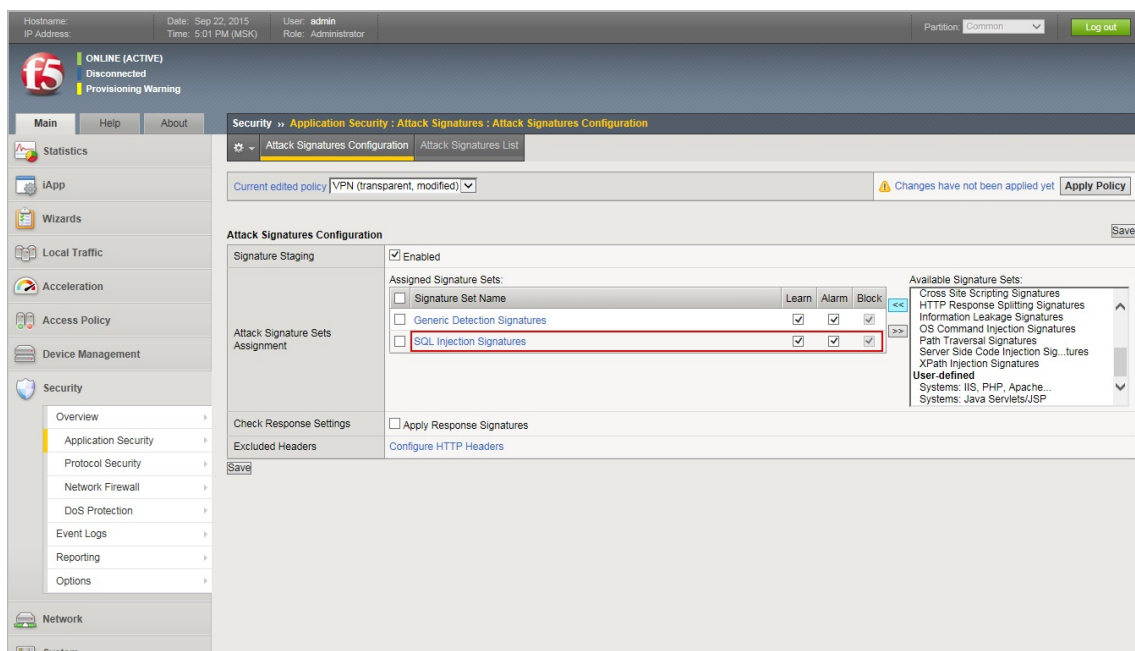 Hostname: Date: Sep 22, 2015 User: admin
IP Address: Time: 5:01 PM (MSK) Role: Administrator
Partition: Common Log out
f5
ONLINE (ACTIVE)
Disconnected
Provisioning Warning
Main Help About
Security » Application Security : Attack Signatures : Attack Signatures Configuration
Attack Signatures Configuration Attack Signatures List
Statistics
iApp
Wizards
Local Traffic
Acceleration
Access Policy
Device Management
Security
Overview
Application Security
Protocol Security
Network Firewall
DoS Protection
Event Logs
Reporting
Options
Network
System
Current edited policy VPN (transparent, modified) Changes have not been applied yet Apply Policy
Attack Signatures Configuration Save
Signature Staging Enabled
Attack Signature Sets Assignment
Assigned Signature Sets:
Signature Set Name Learn Alarm Block
Generic Detection Signatures
SQL Injection Signatures
<<
>>
Available Signature Sets:
Cross Site Scripting Signatures
HTTP Response Splitting Signatures
Information Leakage Signatures
OS Command Injection Signatures
Path Traversal Signatures
Server Side Code Injection Sig...tures
XPath Injection Signatures
User-defined
Systems: IIS, PHP, Apache...
Systems: Java Servlets/JSP
Check Response Settings Apply Response Signatures
Excluded Headers Configure HTTP Headers
Save